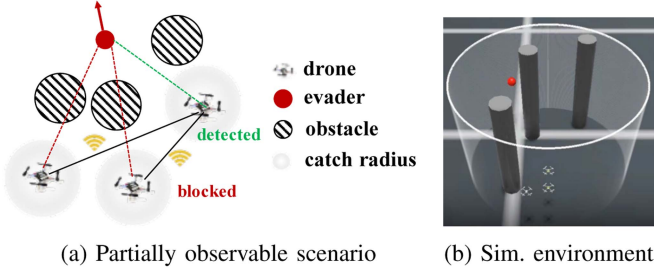 drone
evader
detected
obstacle
blocked
catch radius
(a) Partially observable scenario
(b) Sim. environment